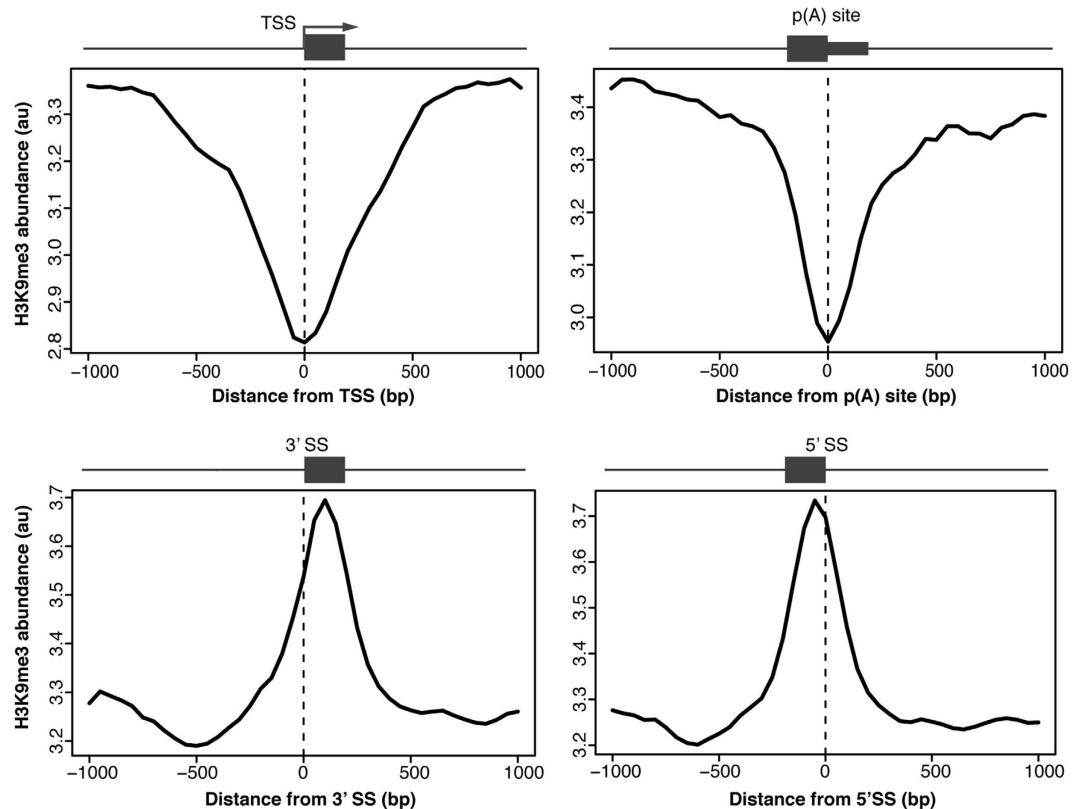 TSS
p(A) site
H3K9me3 abundance (au)
3.3
3.2
3.1
3.0
2.9
2.8
−1000 −500 0 500 1000
Distance from TSS (bp)
3.4
3.3
3.2
3.1
3.0
−1000 −500 0 500 1000
Distance from p(A) site (bp)
3' SS
5' SS
H3K9me3 abundance (au)
3.7
3.6
3.5
3.4
3.3
3.2
−1000 −500 0 500 1000
Distance from 3' SS (bp)
3.7
3.6
3.5
3.4
3.3
3.2
−1000 −500 0 500 1000
Distance from 5'SS (bp)